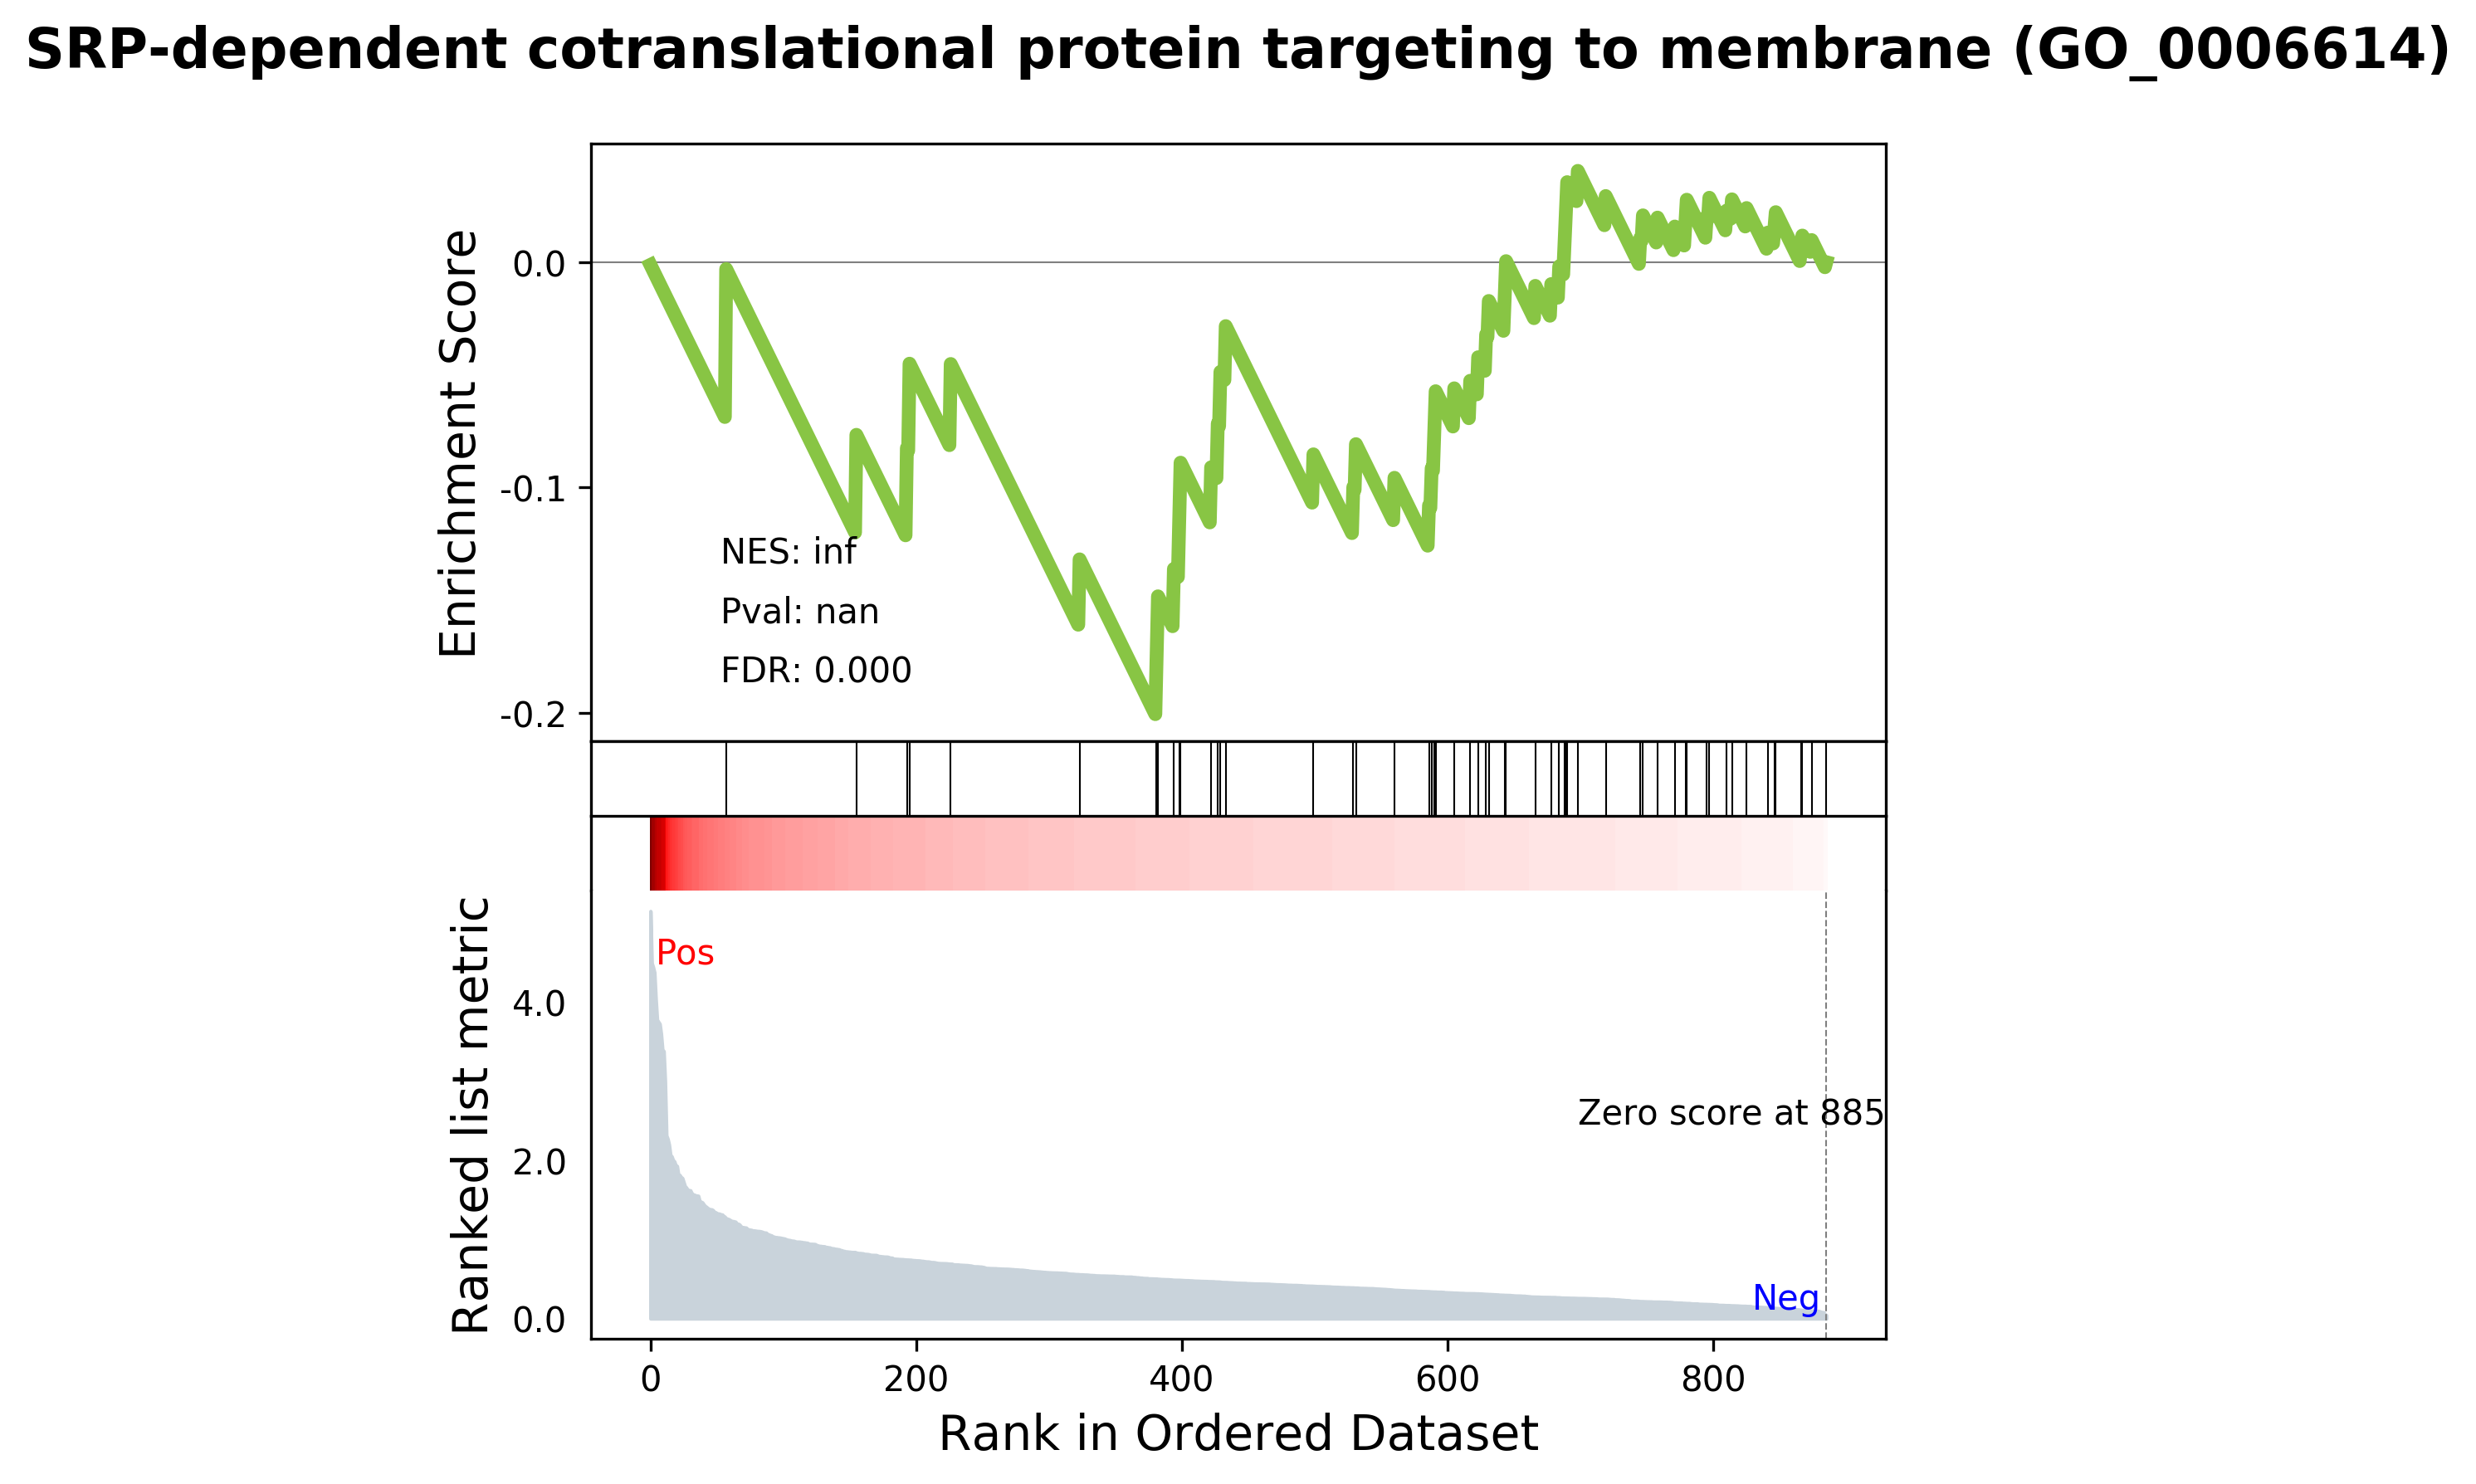 SRP-dependent cotranslational protein targeting to membrane (GO_0006614)
Enrichment Score
0.0
-0.1
-0.2
NES: inf
Pval: nan
FDR: 0.000
Ranked list metric
4.0
2.0
0.0
Pos
Zero score at 885
Neg
0 200 400 600 800
Rank in Ordered Dataset